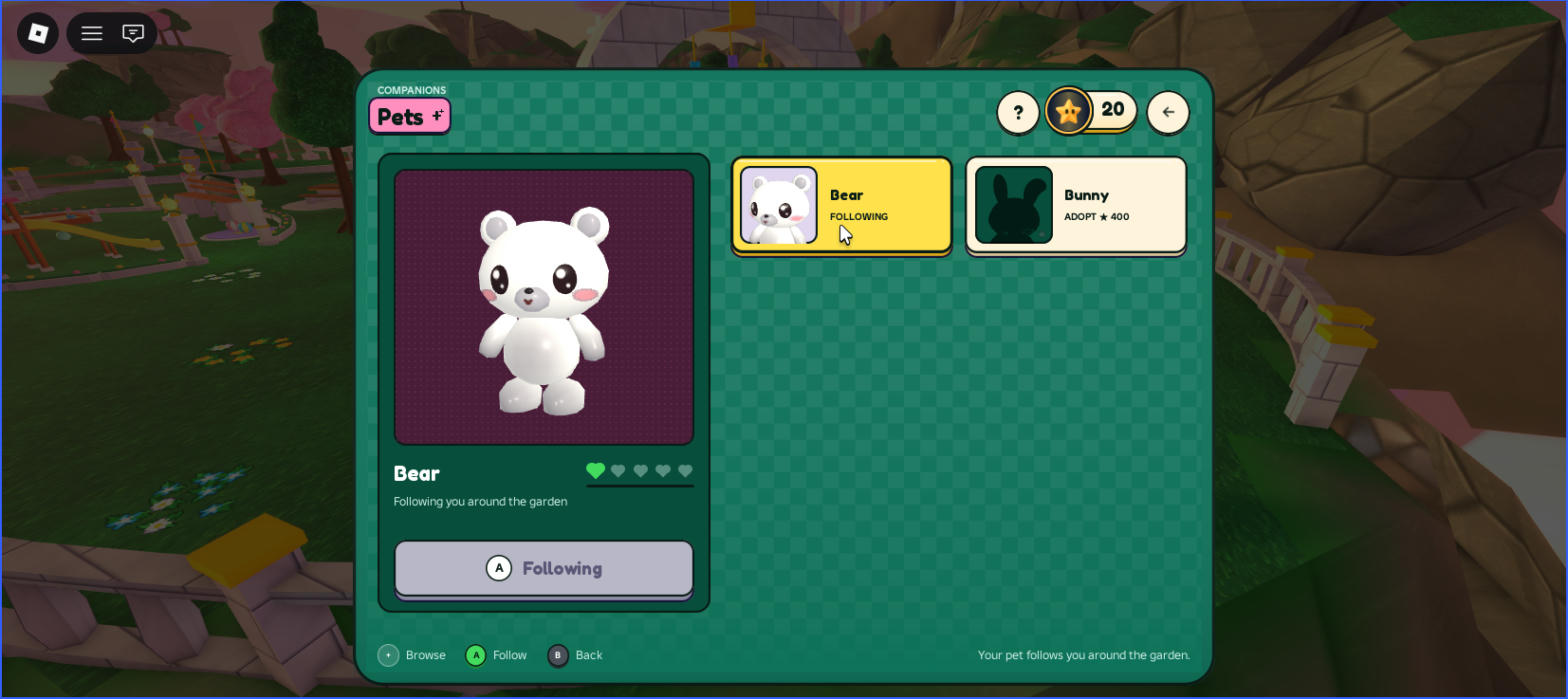 COMPANIONS
Pets
?
20
Bear
FOLLOWING
Bunny
ADOPT ★ 400
Bear
Following you around the garden
A Following
Browse
A Follow
B Back
Your pet follows you around the garden.